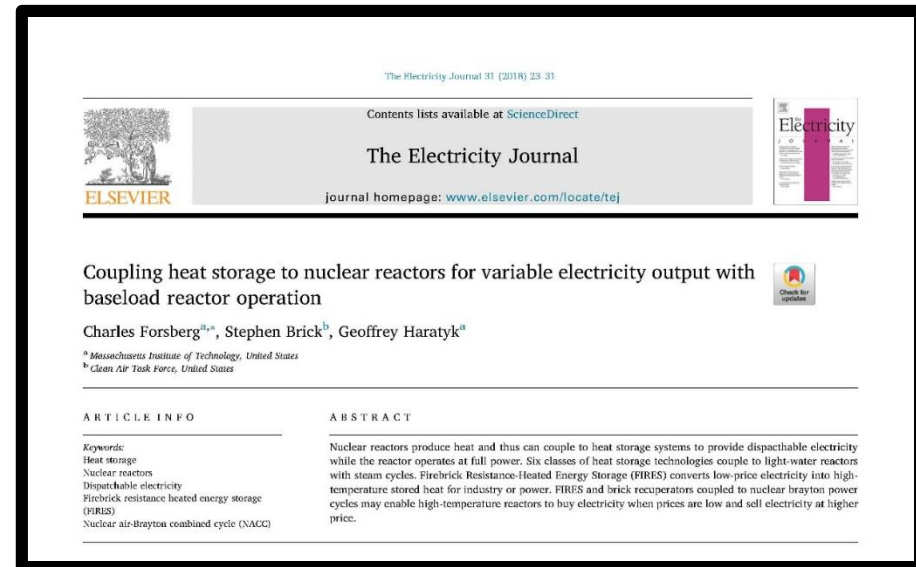 The Electricity Journal 31 (2018) 23–31
Contents lists available at ScienceDirect
The Electricity Journal
journal homepage: www.elsevier.com/locate/tej
ELSEVIER
the
Electricity
JOURNAL
Coupling heat storage to nuclear reactors for variable electricity output with
baseload reactor operation
Check for
updates
Charles Forsberga,*, Stephen Brickb, Geoffrey Haratyka
a Massachusetts Institute of Technology, United States
b Clean Air Task Force, United States
ARTICLE INFO
Keywords:
Heat storage
Nuclear reactors
Dispatchable electricity
Firebrick resistance heated energy storage
(FIRES)
Nuclear air-Brayton combined cycle (NACC)
ABSTRACT
Nuclear reactors produce heat and thus can couple to heat storage systems to provide dispacthable electricity
while the reactor operates at full power. Six classes of heat storage technologies couple to light-water reactors
with steam cycles. Firebrick Resistance-Heated Energy Storage (FIRES) converts low-price electricity into high-
temperature stored heat for industry or power. FIRES and brick recuperators coupled to nuclear brayton power
cycles may enable high-temperature reactors to buy electricity when prices are low and sell electricity at higher
price.